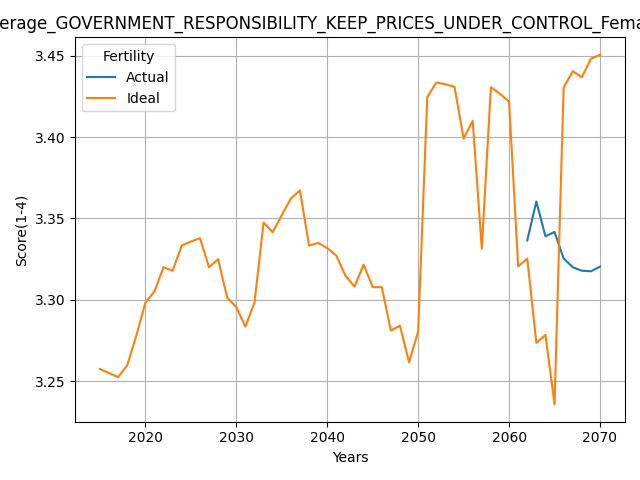 erage_GOVERNMENT_RESPONSIBILITY_KEEP_PRICES_UNDER_CONTROL_Fema
Fertility
Actual
Ideal
3.45
3.40
3.35
3.30
3.25
Score(1-4)
2020 2030 2040 2050 2060 2070
Years